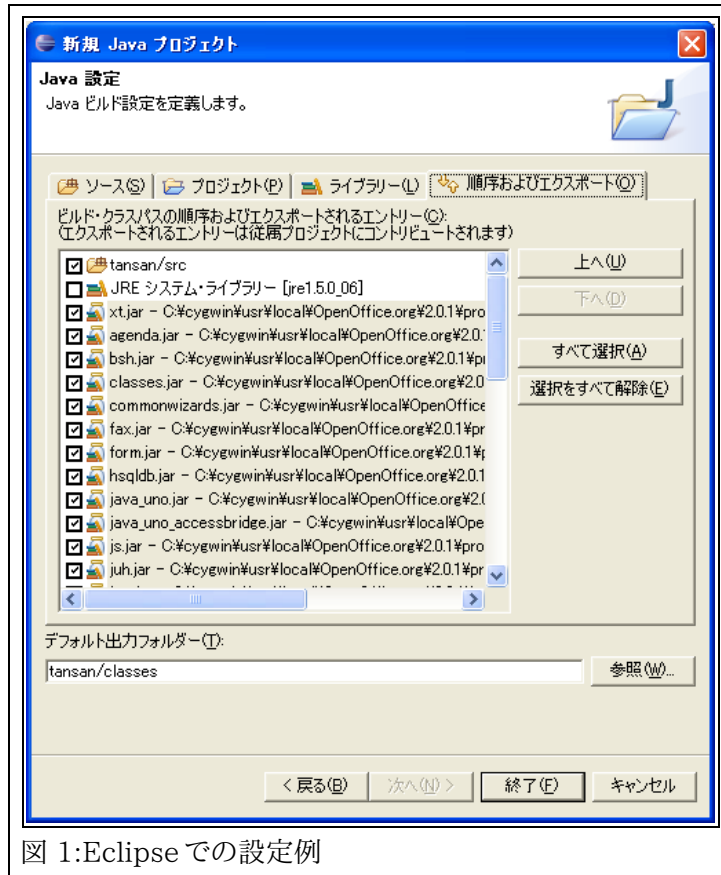 新規 Java プロジェクト
Java 設定
Java ビルド設定を定義します。
ソース(S) プロジェクト(P) ライブラリー(L) 順序およびエクスポート(O)
ビルド・クラスパスの順序およびエクスポートされるエントリー(C):
(エクスポートされるエントリーは従属プロジェクトにコントリビュートされます)
tansan/src
JRE システム・ライブラリー [jre1.5.0_06]
xt.jar - C:¥cygwin¥usr¥local¥OpenOffice.org¥2.0.1¥pro
agenda.jar - C:¥cygwin¥usr¥local¥OpenOffice.org¥2.0.
bsh.jar - C:¥cygwin¥usr¥local¥OpenOffice.org¥2.0.1¥p
classes.jar - C:¥cygwin¥usr¥local¥OpenOffice.org¥2.0
commonwizards.jar - C:¥cygwin¥usr¥local¥OpenOffice
fax.jar - C:¥cygwin¥usr¥local¥OpenOffice.org¥2.0.1¥pr
form.jar - C:¥cygwin¥usr¥local¥OpenOffice.org¥2.0.1¥p
hsqldb.jar - C:¥cygwin¥usr¥local¥OpenOffice.org¥2.0.1
java_uno.jar - C:¥cygwin¥usr¥local¥OpenOffice.org¥2.0
java_uno_accessbridge.jar - C:¥cygwin¥usr¥local¥Ope
js.jar - C:¥cygwin¥usr¥local¥OpenOffice.org¥2.0.1¥pro
juh.jar - C:¥cygwin¥usr¥local¥OpenOffice.org¥2.0.1¥pr
上へ(U)
下へ(D)
すべて選択(A)
選択をすべて解除(E)
デフォルト出力フォルダー(T):
tansan/classes
参照(W)...
< 戻る(B) 次へ(N) > 終了(F) キャンセル
図 1:Eclipseでの設定例